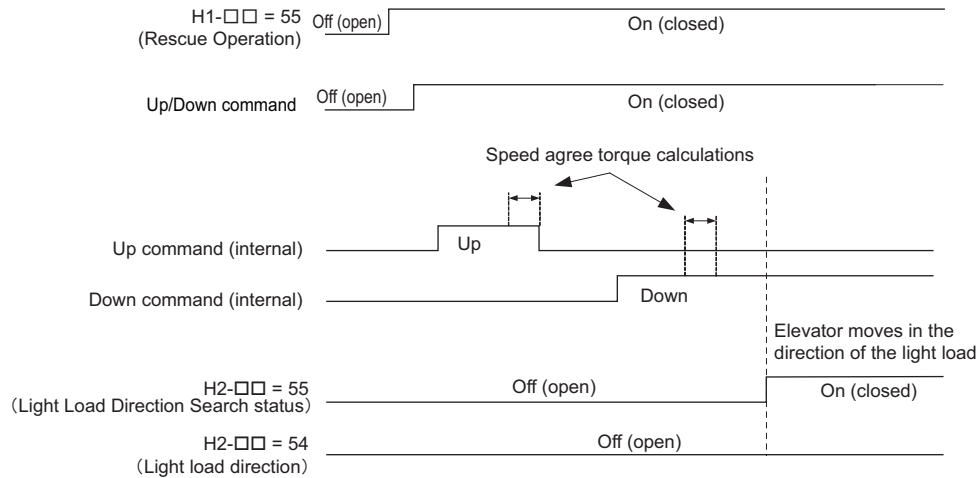 H1-□□ = 55
(Rescue Operation)
Off (open)
On (closed)
Up/Down command
Off (open)
On (closed)
Speed agree torque calculations
Up command (internal)
Up
Down command (internal)
Down
Elevator moves in the
direction of the light load
H2-□□ = 55
（Light Load Direction Search status）
Off (open)
On (closed)
H2-□□ = 54
（Light load direction）
Off (open)